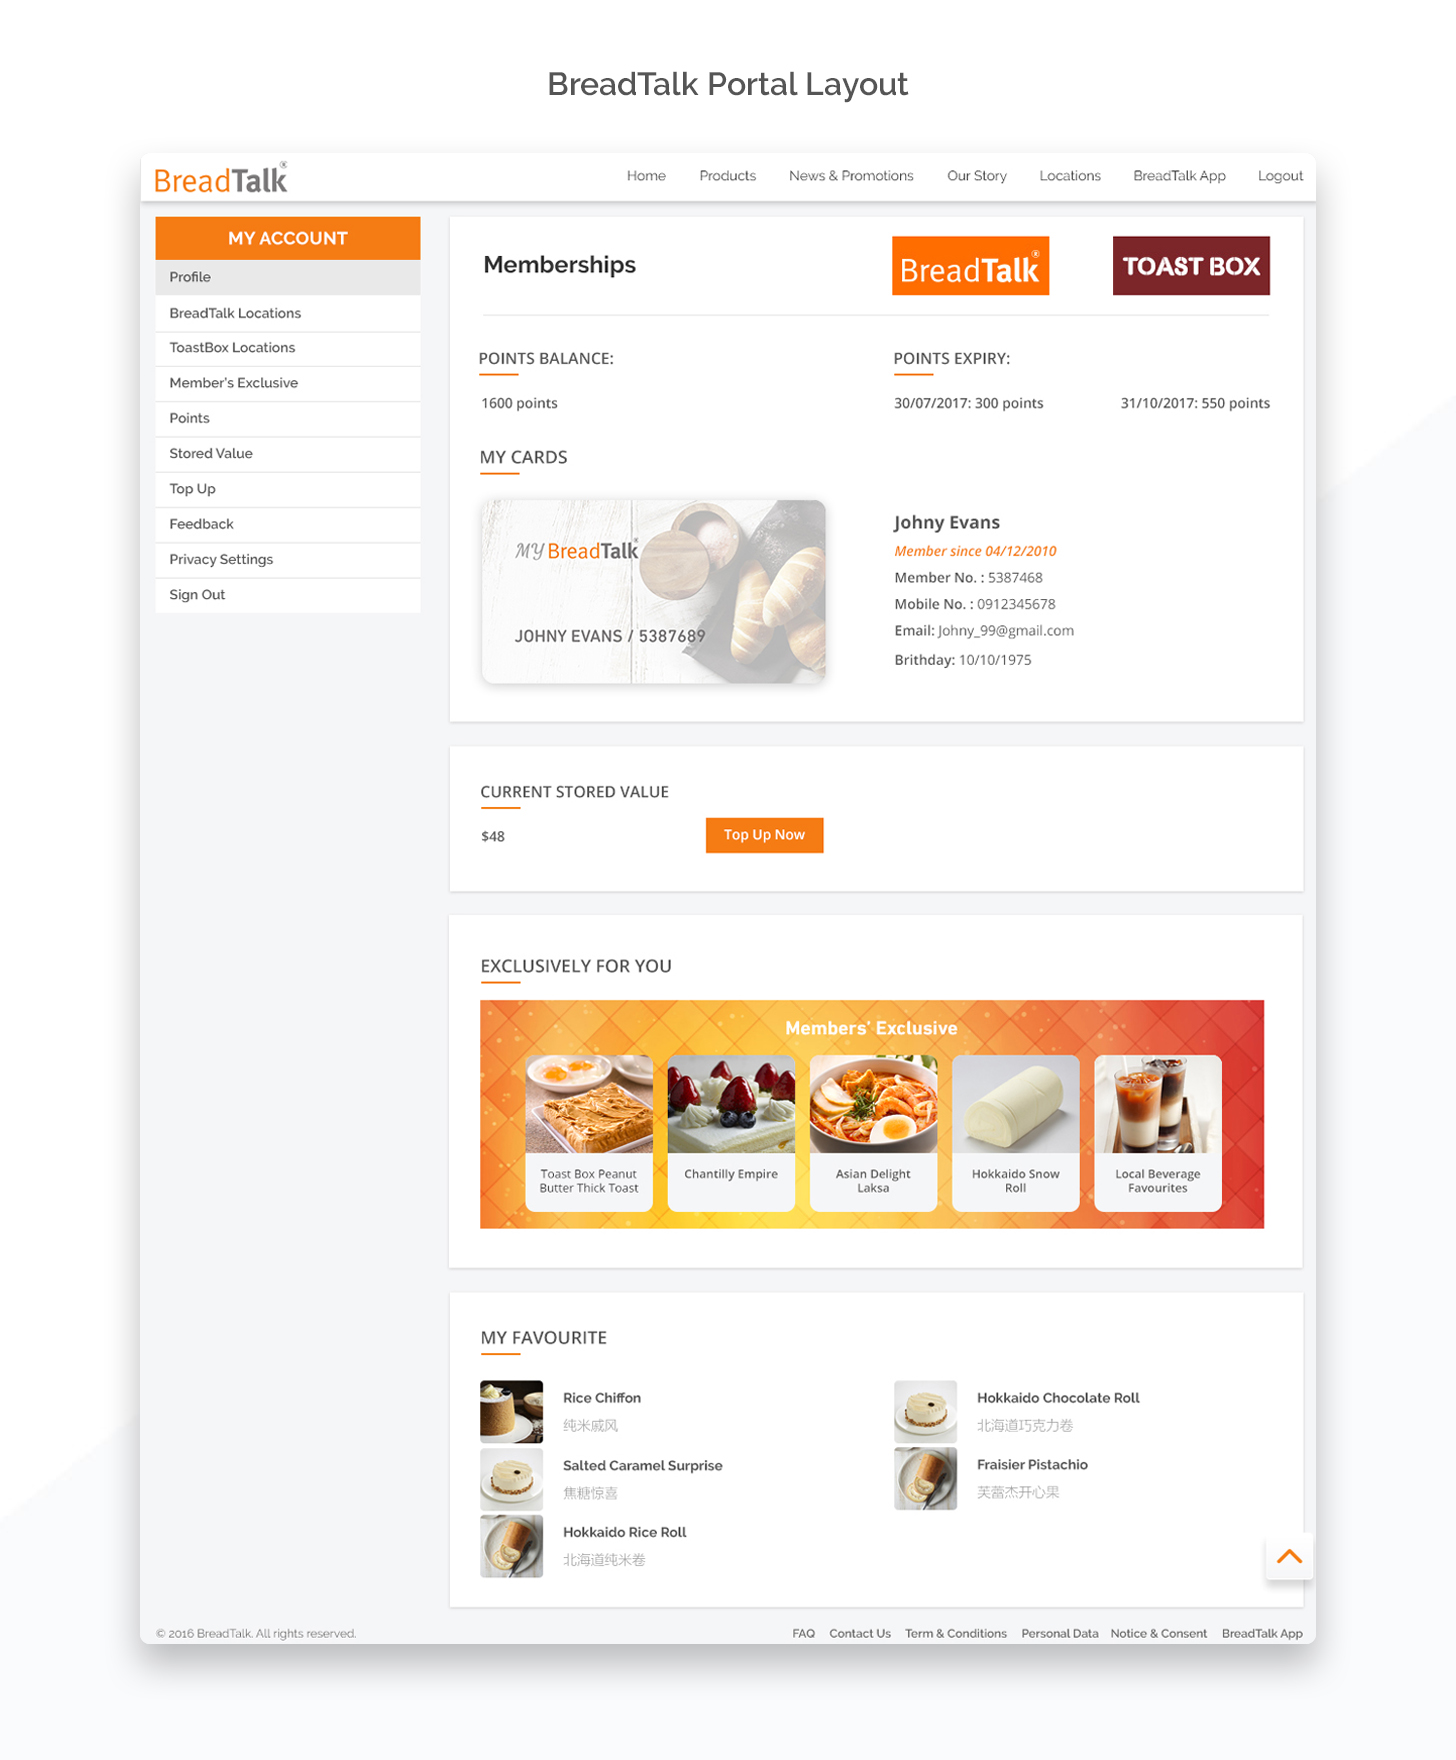 BreadTalk Portal Layout
BreadTalk®
Home Products News & Promotions Our Story Locations BreadTalk App Logout
MY ACCOUNT
Profile
BreadTalk Locations
ToastBox Locations
Member's Exclusive
Points
Stored Value
Top Up
Feedback
Privacy Settings
Sign Out
Memberships
BreadTalk®
TOAST BOX
POINTS BALANCE:
1600 points
POINTS EXPIRY:
30/07/2017: 300 points 31/10/2017: 550 points
MY CARDS
MY BreadTalk®
JOHNY EVANS / 5387689
Johny Evans
Member since 04/12/2010
Member No. : 5387468
Mobile No. : 0912345678
Email: Johny_99@gmail.com
Brithday: 10/10/1975
CURRENT STORED VALUE
$48
Top Up Now
EXCLUSIVELY FOR YOU
Members' Exclusive
Toast Box Peanut
Butter Thick Toast
Chantilly Empire
Asian Delight
Laksa
Hokkaido Snow
Roll
Local Beverage
Favourites
MY FAVOURITE
Rice Chiffon
纯米戚风
Salted Caramel Surprise
焦糖惊喜
Hokkaido Rice Roll
北海道纯米卷
Hokkaido Chocolate Roll
北海道巧克力卷
Fraisier Pistachio
芙蕾杰开心果
© 2016 BreadTalk. All rights reserved.
FAQ Contact Us Term & Conditions Personal Data Notice & Consent BreadTalk App